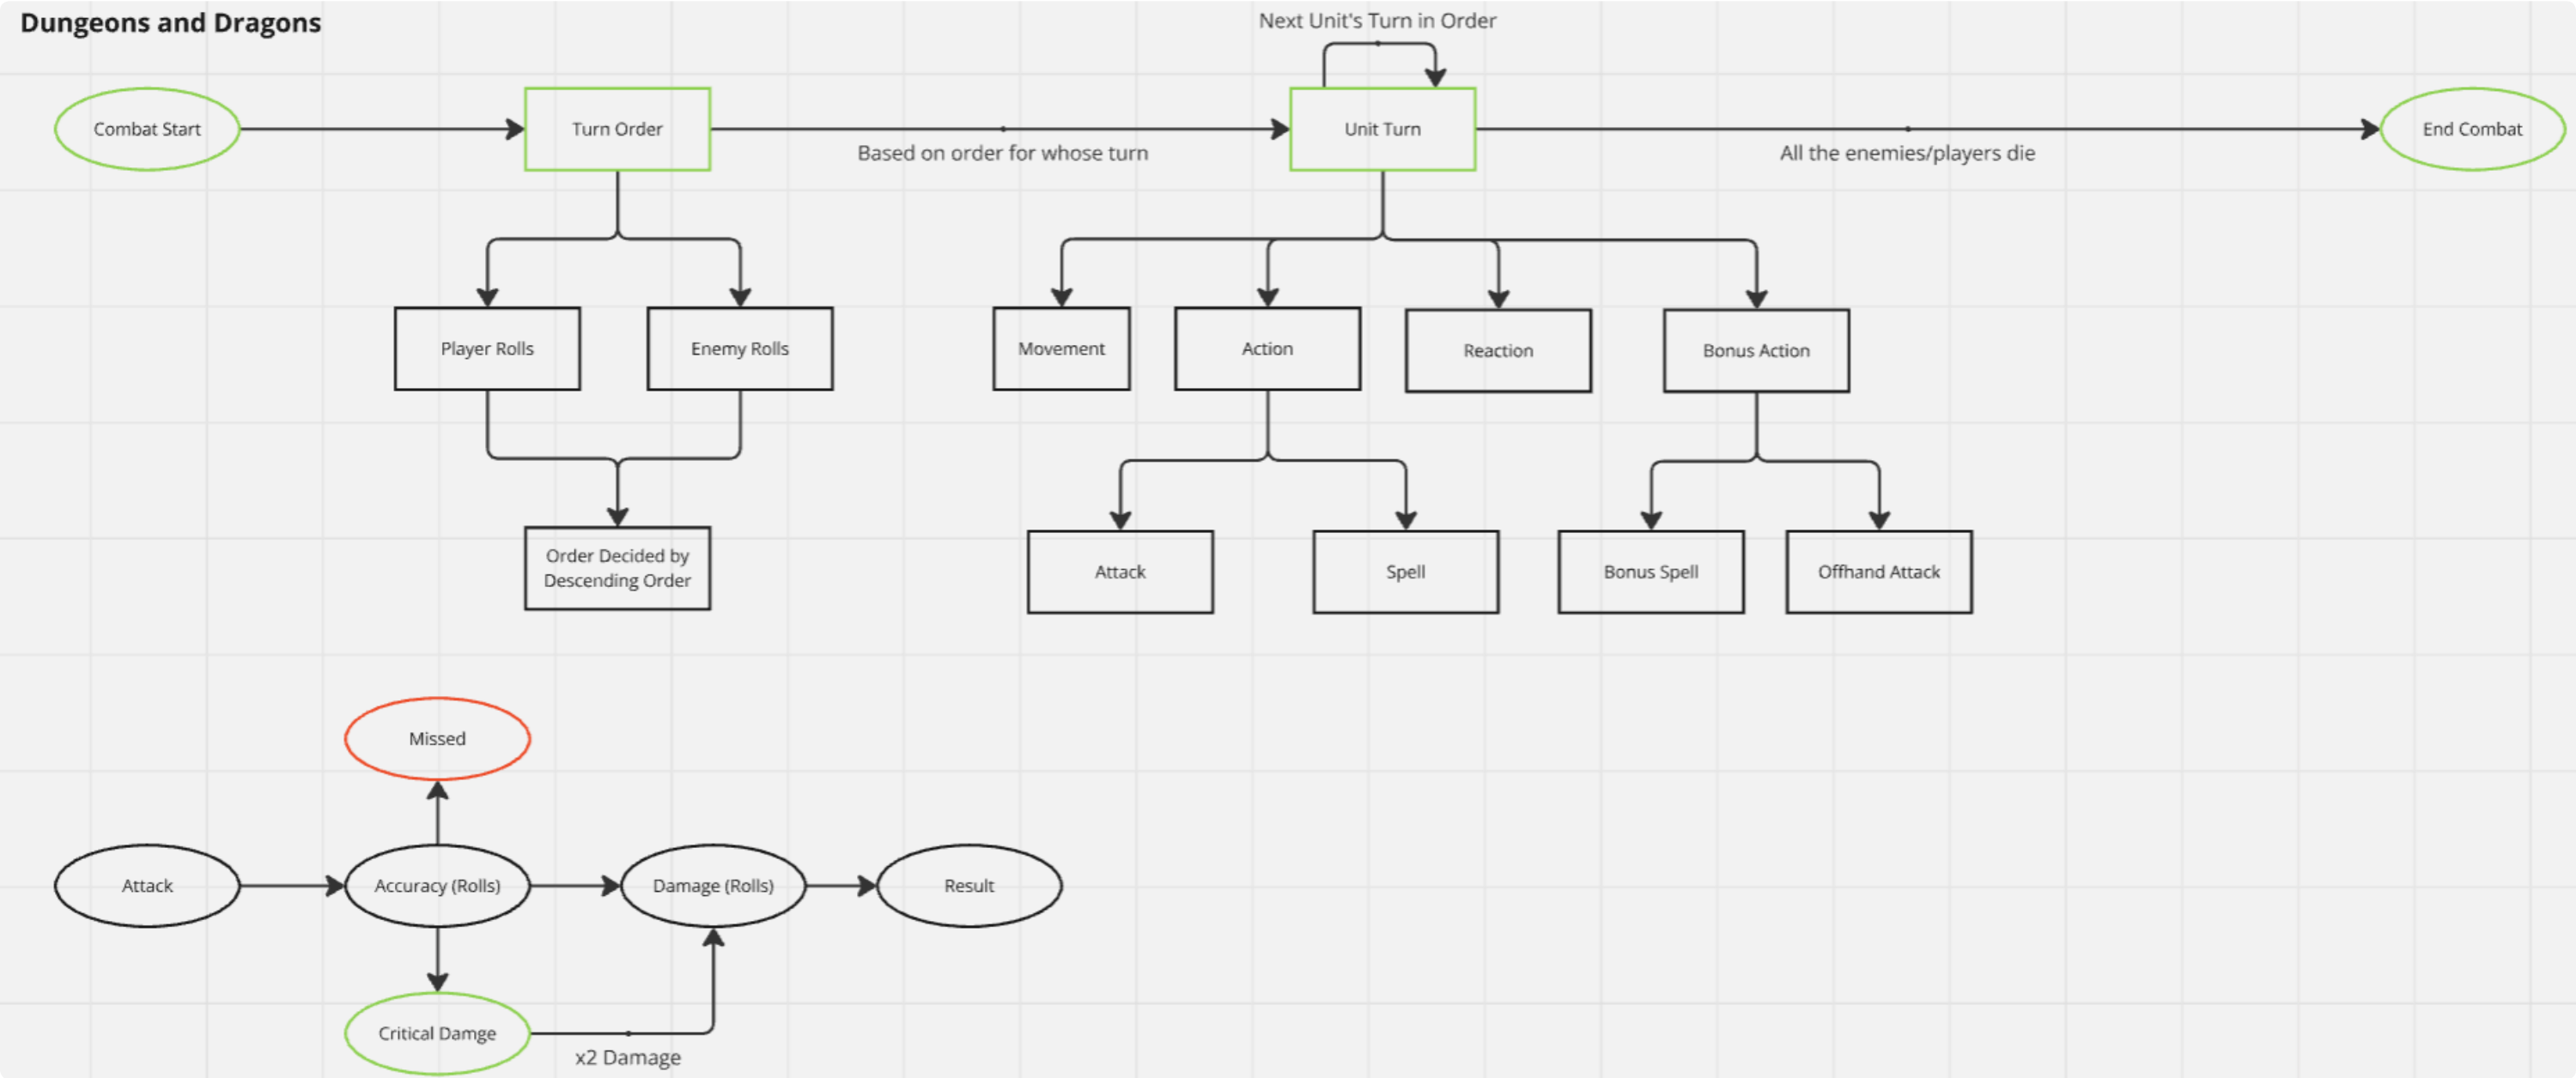 Dungeons and Dragons
Next Unit's Turn in Order
Combat Start
Turn Order
Based on order for whose turn
Unit Turn
All the enemies/players die
End Combat
Player Rolls
Enemy Rolls
Movement
Action
Reaction
Bonus Action
Order Decided by
Descending Order
Attack
Spell
Bonus Spell
Offhand Attack
Missed
Attack
Accuracy (Rolls)
Damage (Rolls)
Result
Critical Damge
x2 Damage